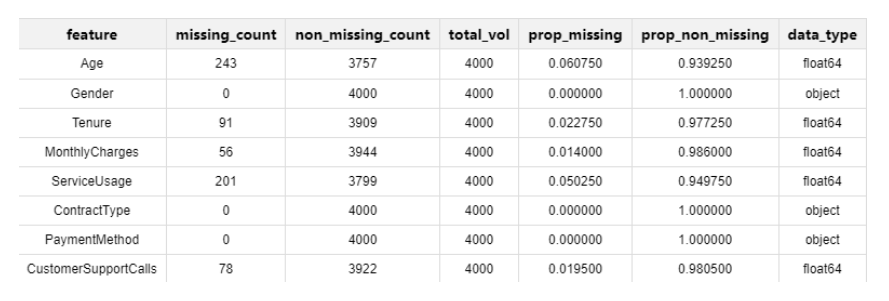 feature missing_count non_missing_count total_vol prop_missing prop_non_missing data_type
Age 243 3757 4000 0.060750 0.939250 float64
Gender 0 4000 4000 0.000000 1.000000 object
Tenure 91 3909 4000 0.022750 0.977250 float64
MonthlyCharges 56 3944 4000 0.014000 0.986000 float64
ServiceUsage 201 3799 4000 0.050250 0.949750 float64
ContractType 0 4000 4000 0.000000 1.000000 object
PaymentMethod 0 4000 4000 0.000000 1.000000 object
CustomerSupportCalls 78 3922 4000 0.019500 0.980500 float64